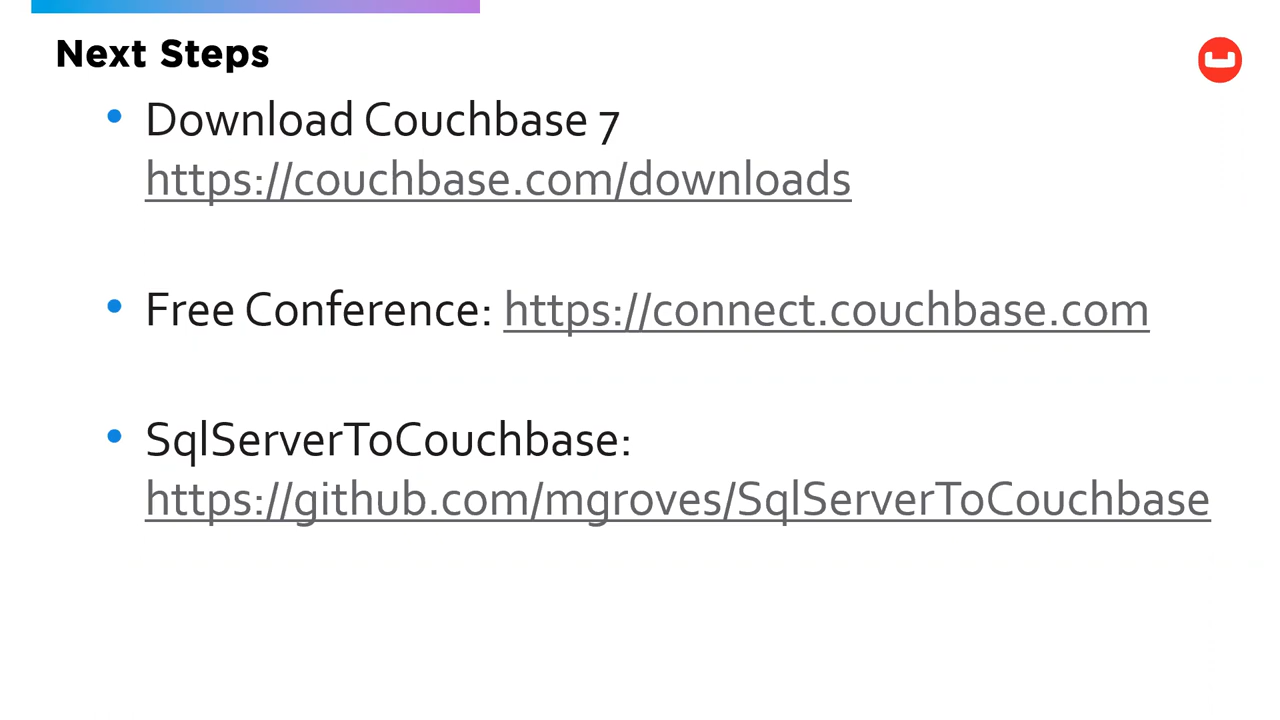 Next Steps
• Download Couchbase 7
https://couchbase.com/downloads
• Free Conference: https://connect.couchbase.com
• SqlServerToCouchbase:
https://github.com/mgroves/SqlServerToCouchbase